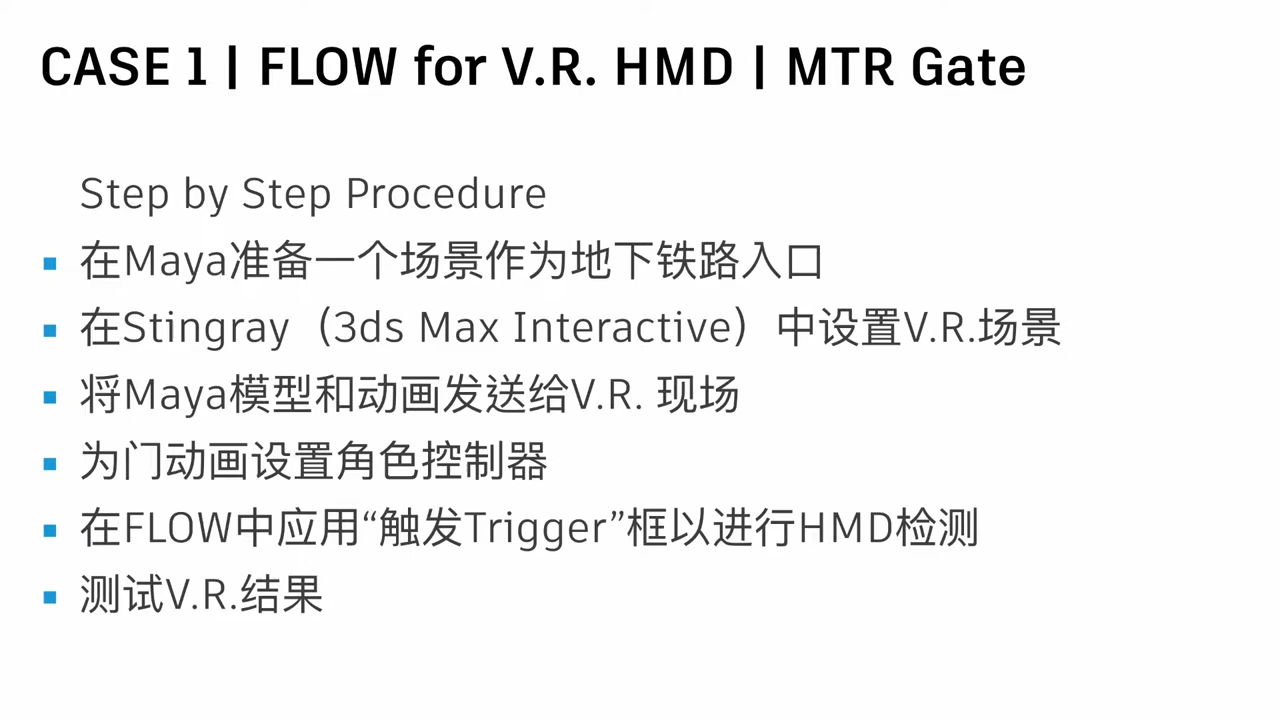 CASE 1 | FLOW for V.R. HMD | MTR Gate
Step by Step Procedure
在Maya准备一个场景作为地下铁路入口
在Stingray（3ds Max Interactive）中设置V.R.场景
将Maya模型和动画发送给V.R. 现场
为门动画设置角色控制器
在FLOW中应用“触发Trigger”框以进行HMD检测
测试V.R.结果